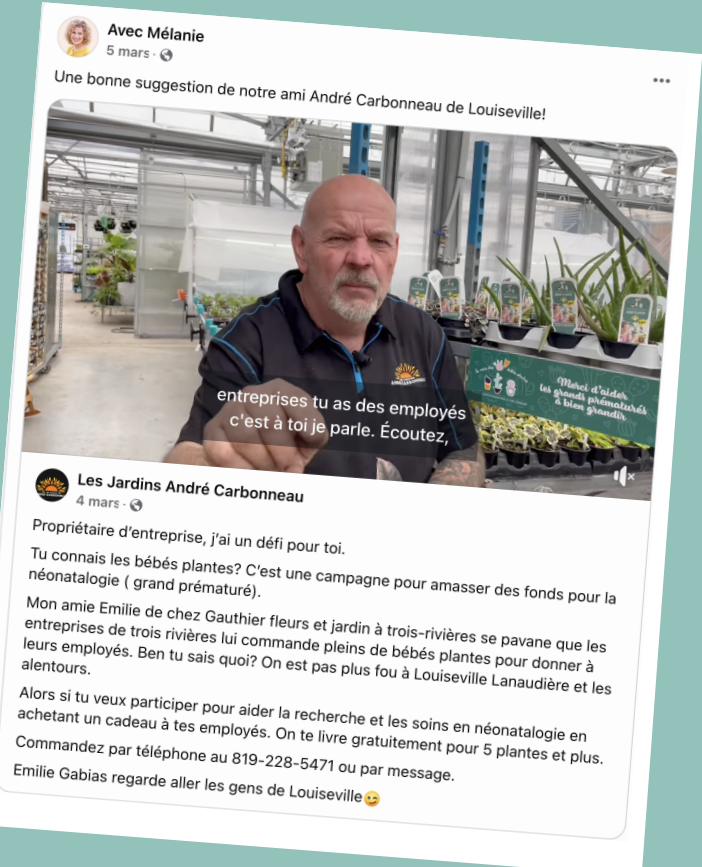 Avec Mélanie
5 mars ·
Une bonne suggestion de notre ami André Carbonneau de Louiseville!
entreprises tu as des employés
c'est à toi je parle. Écoutez,
Merci d'aider
les grands prématurés
à bien grandir
Les Jardins André Carbonneau
4 mars ·
Propriétaire d'entreprise, j'ai un défi pour toi.
Tu connais les bébés plantes? C'est une campagne pour amasser des fonds pour la
néonatalogie ( grand prématuré).
Mon amie Emilie de chez Gauthier fleurs et jardin à trois-rivières se pavane que les
entreprises de trois rivières lui commande pleins de bébés plantes pour donner à
leurs employés. Ben tu sais quoi? On est pas plus fou à Louiseville Lanaudière et les
alentours.
Alors si tu veux participer pour aider la recherche et les soins en néonatalogie en
achetant un cadeau à tes employés. On te livre gratuitement pour 5 plantes et plus.
Commandez par téléphone au 819-228-5471 ou par message.
Emilie Gabias regarde aller les gens de Louiseville😉